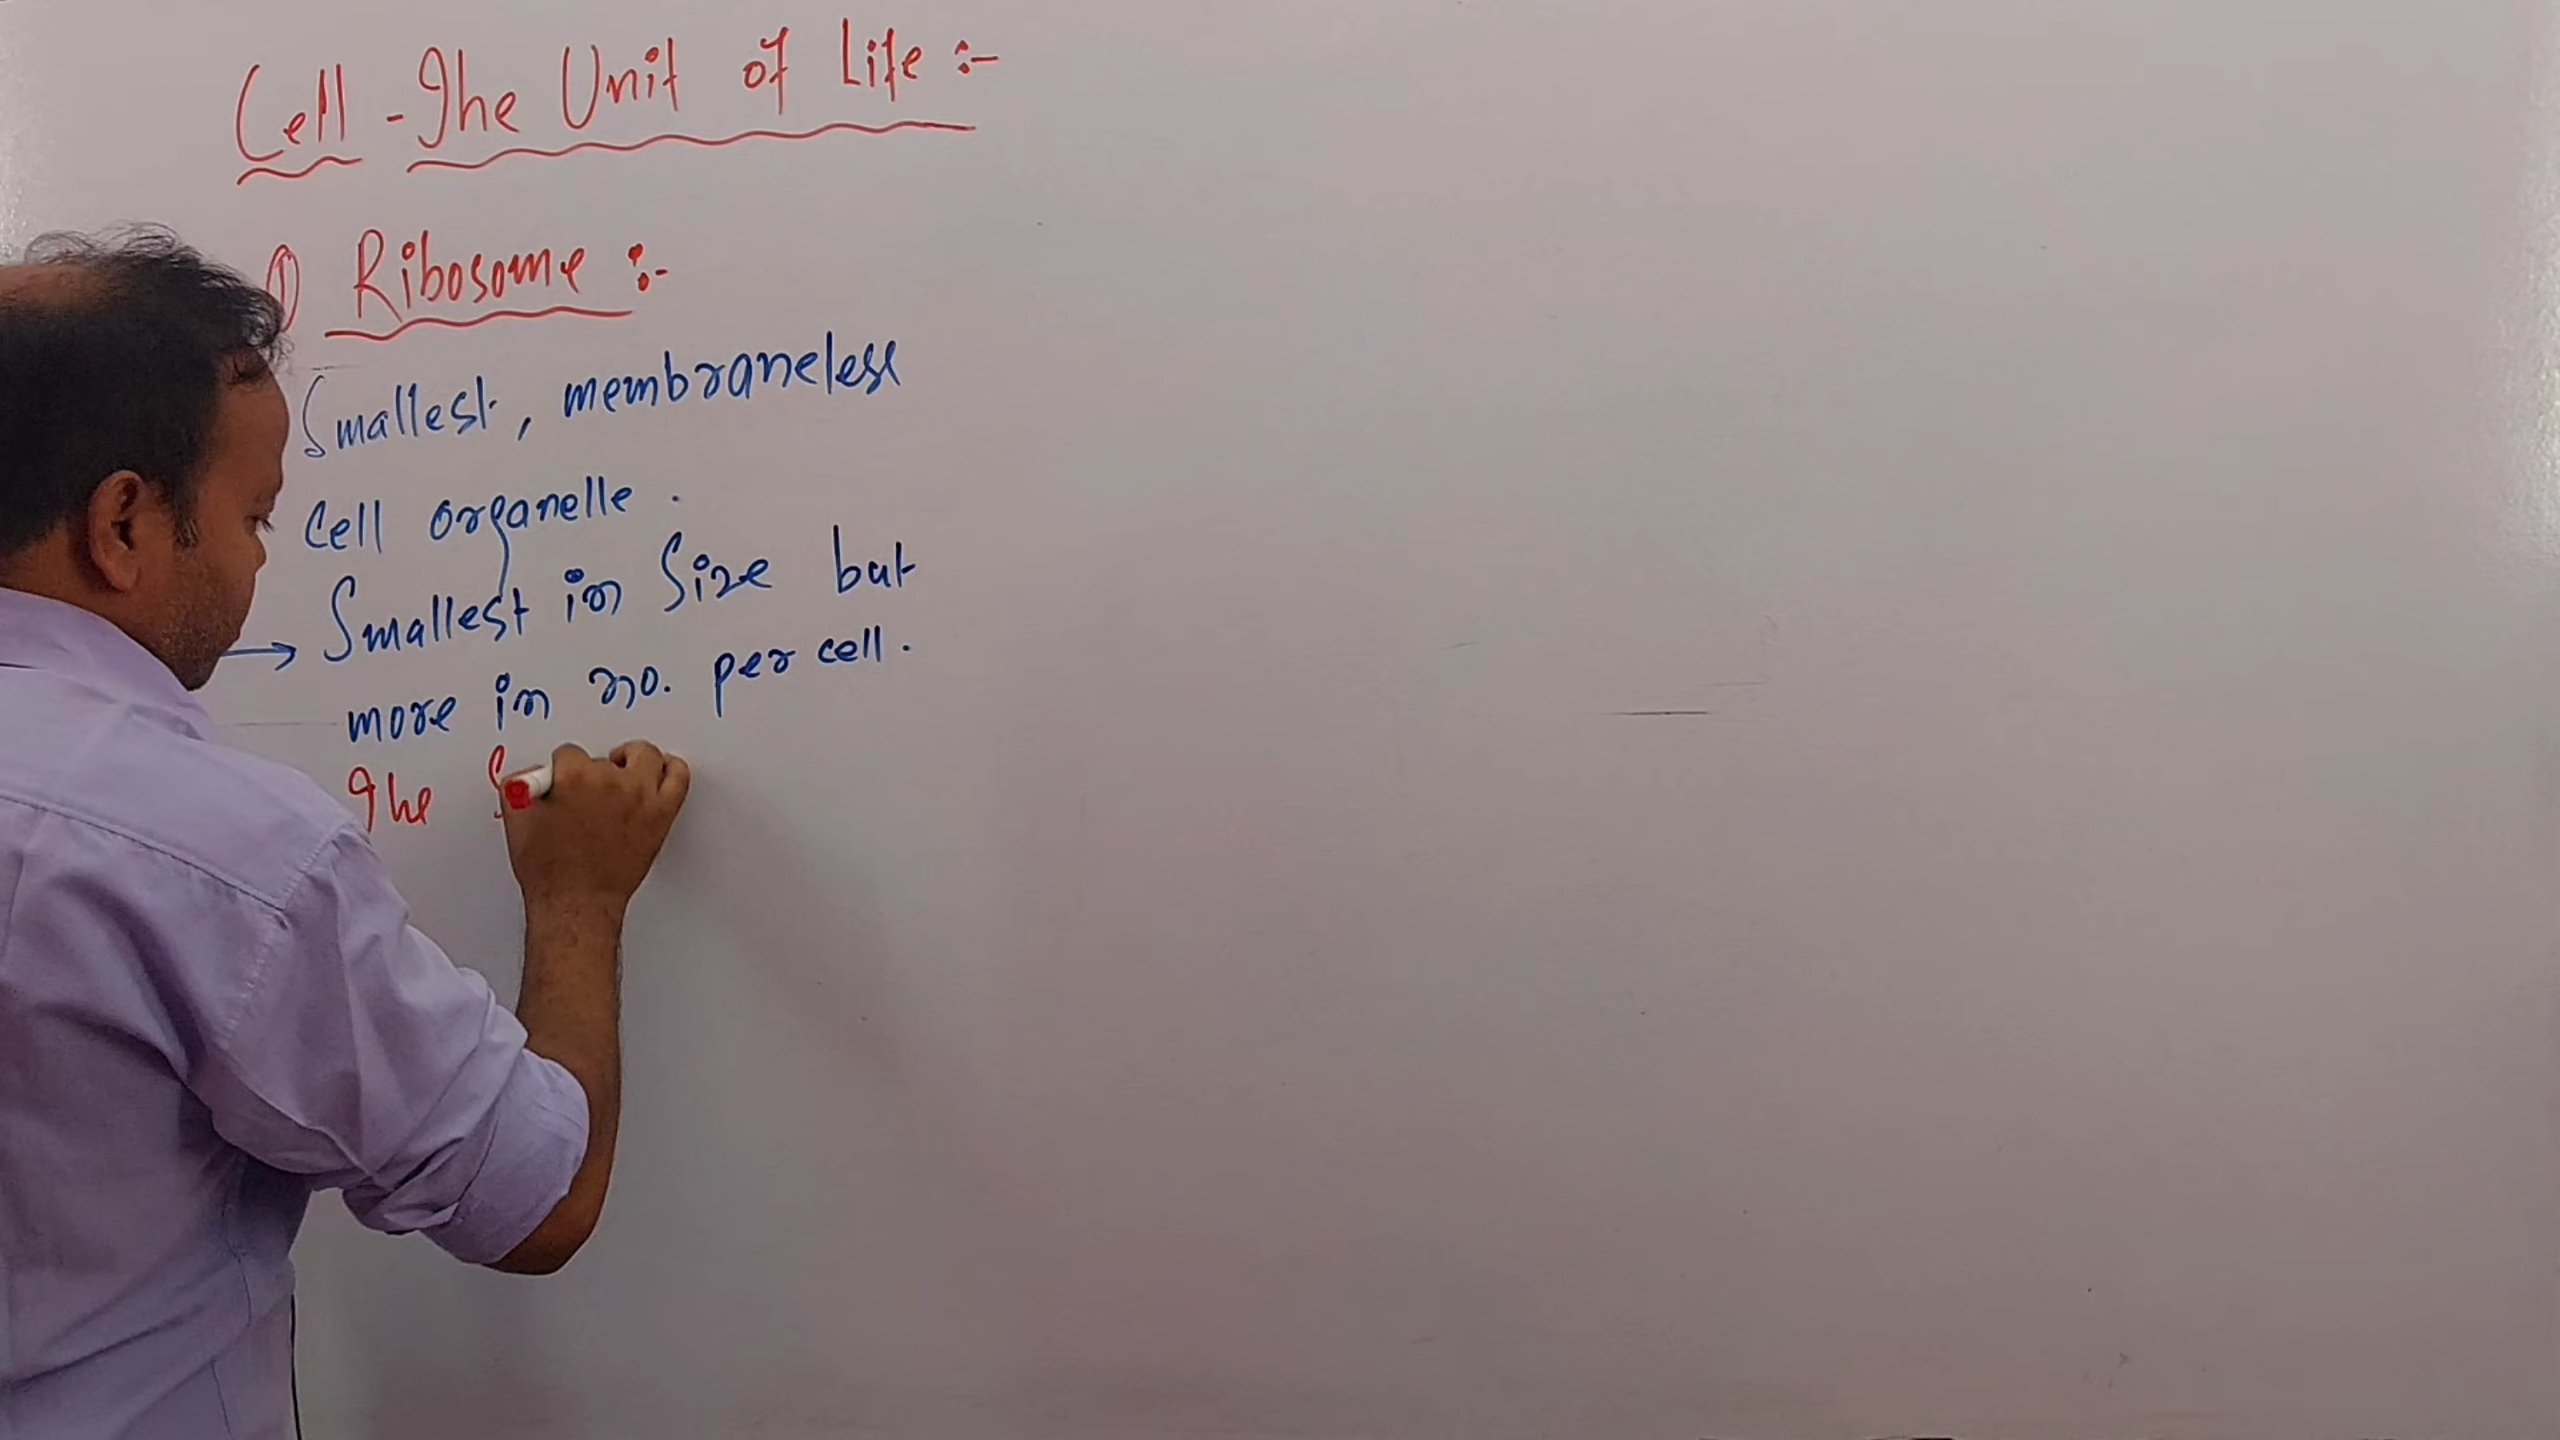 Cell - The Unit of Life :-
① Ribosome :-
Smallest, membraneless
Cell organelle .
→ Smallest in Size but
more in no. per cell .
The